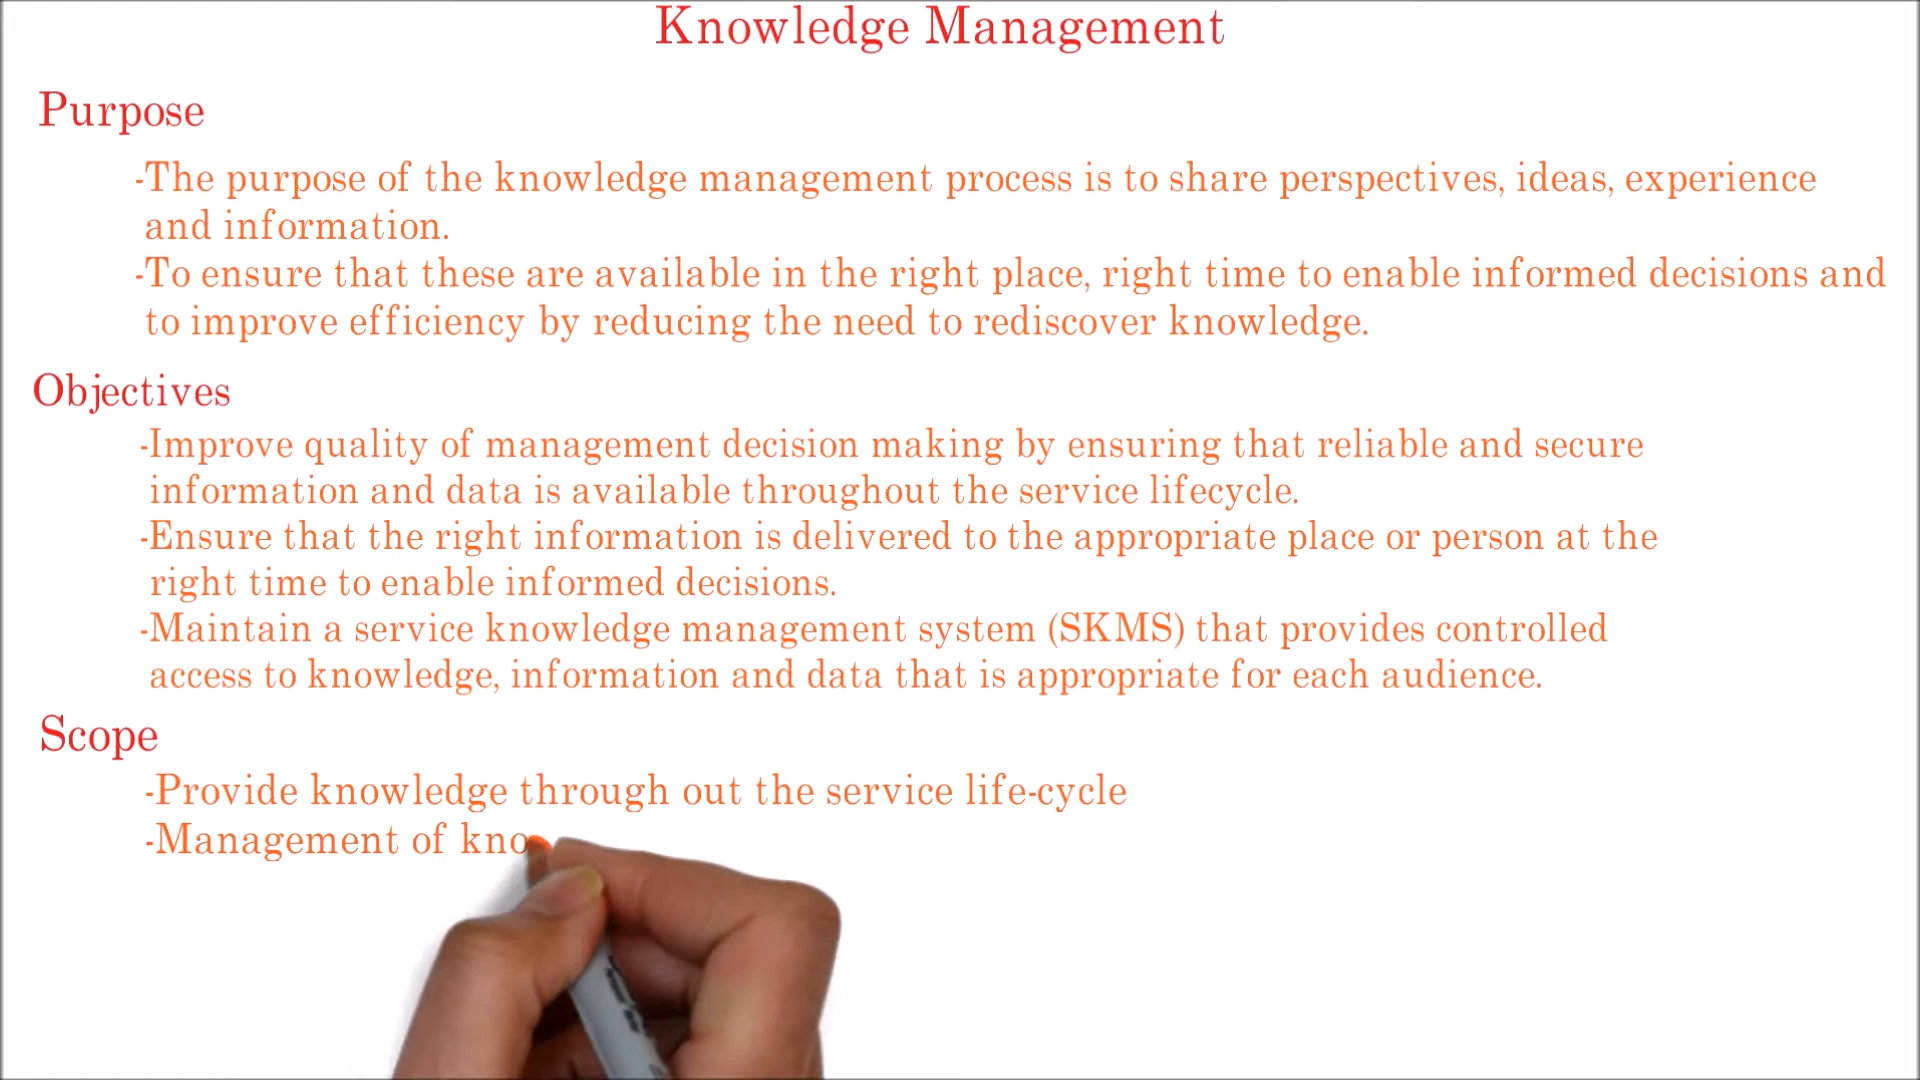 Knowledge Management
Purpose
-The purpose of the knowledge management process is to share perspectives, ideas, experience
and information.
-To ensure that these are available in the right place, right time to enable informed decisions and
to improve efficiency by reducing the need to rediscover knowledge.
Objectives
-Improve quality of management decision making by ensuring that reliable and secure
information and data is available throughout the service lifecycle.
-Ensure that the right information is delivered to the appropriate place or person at the
right time to enable informed decisions.
-Maintain a service knowledge management system (SKMS) that provides controlled
access to knowledge, information and data that is appropriate for each audience.
Scope
-Provide knowledge through out the service life-cycle
-Management of kno